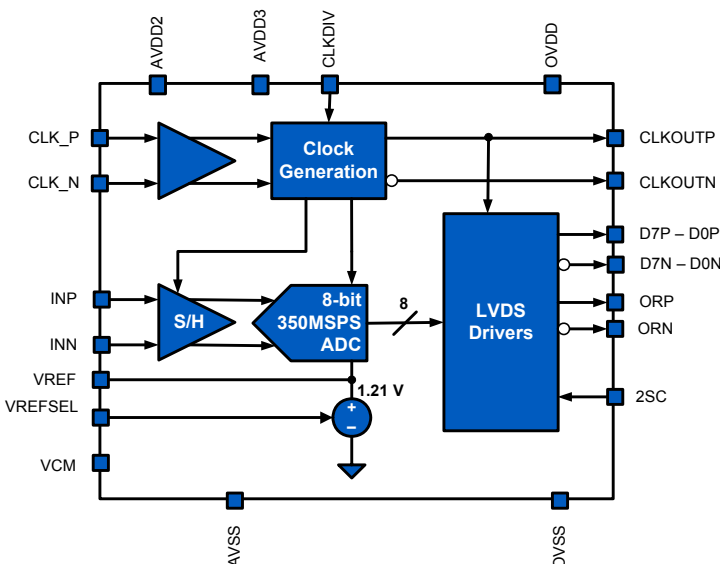 AVDD2
AVDD3
CLKDIV
OVDD
CLK_P
CLK_N
Clock
Generation
CLKOUTP
CLKOUTN
D7P – D0P
D7N – D0N
INP
INN
S/H
8-bit
350MSPS
ADC
8
LVDS
Drivers
ORP
ORN
VREF
1.21 V
VREFSEL
+
–
2SC
VCM
AVSS
OVSS